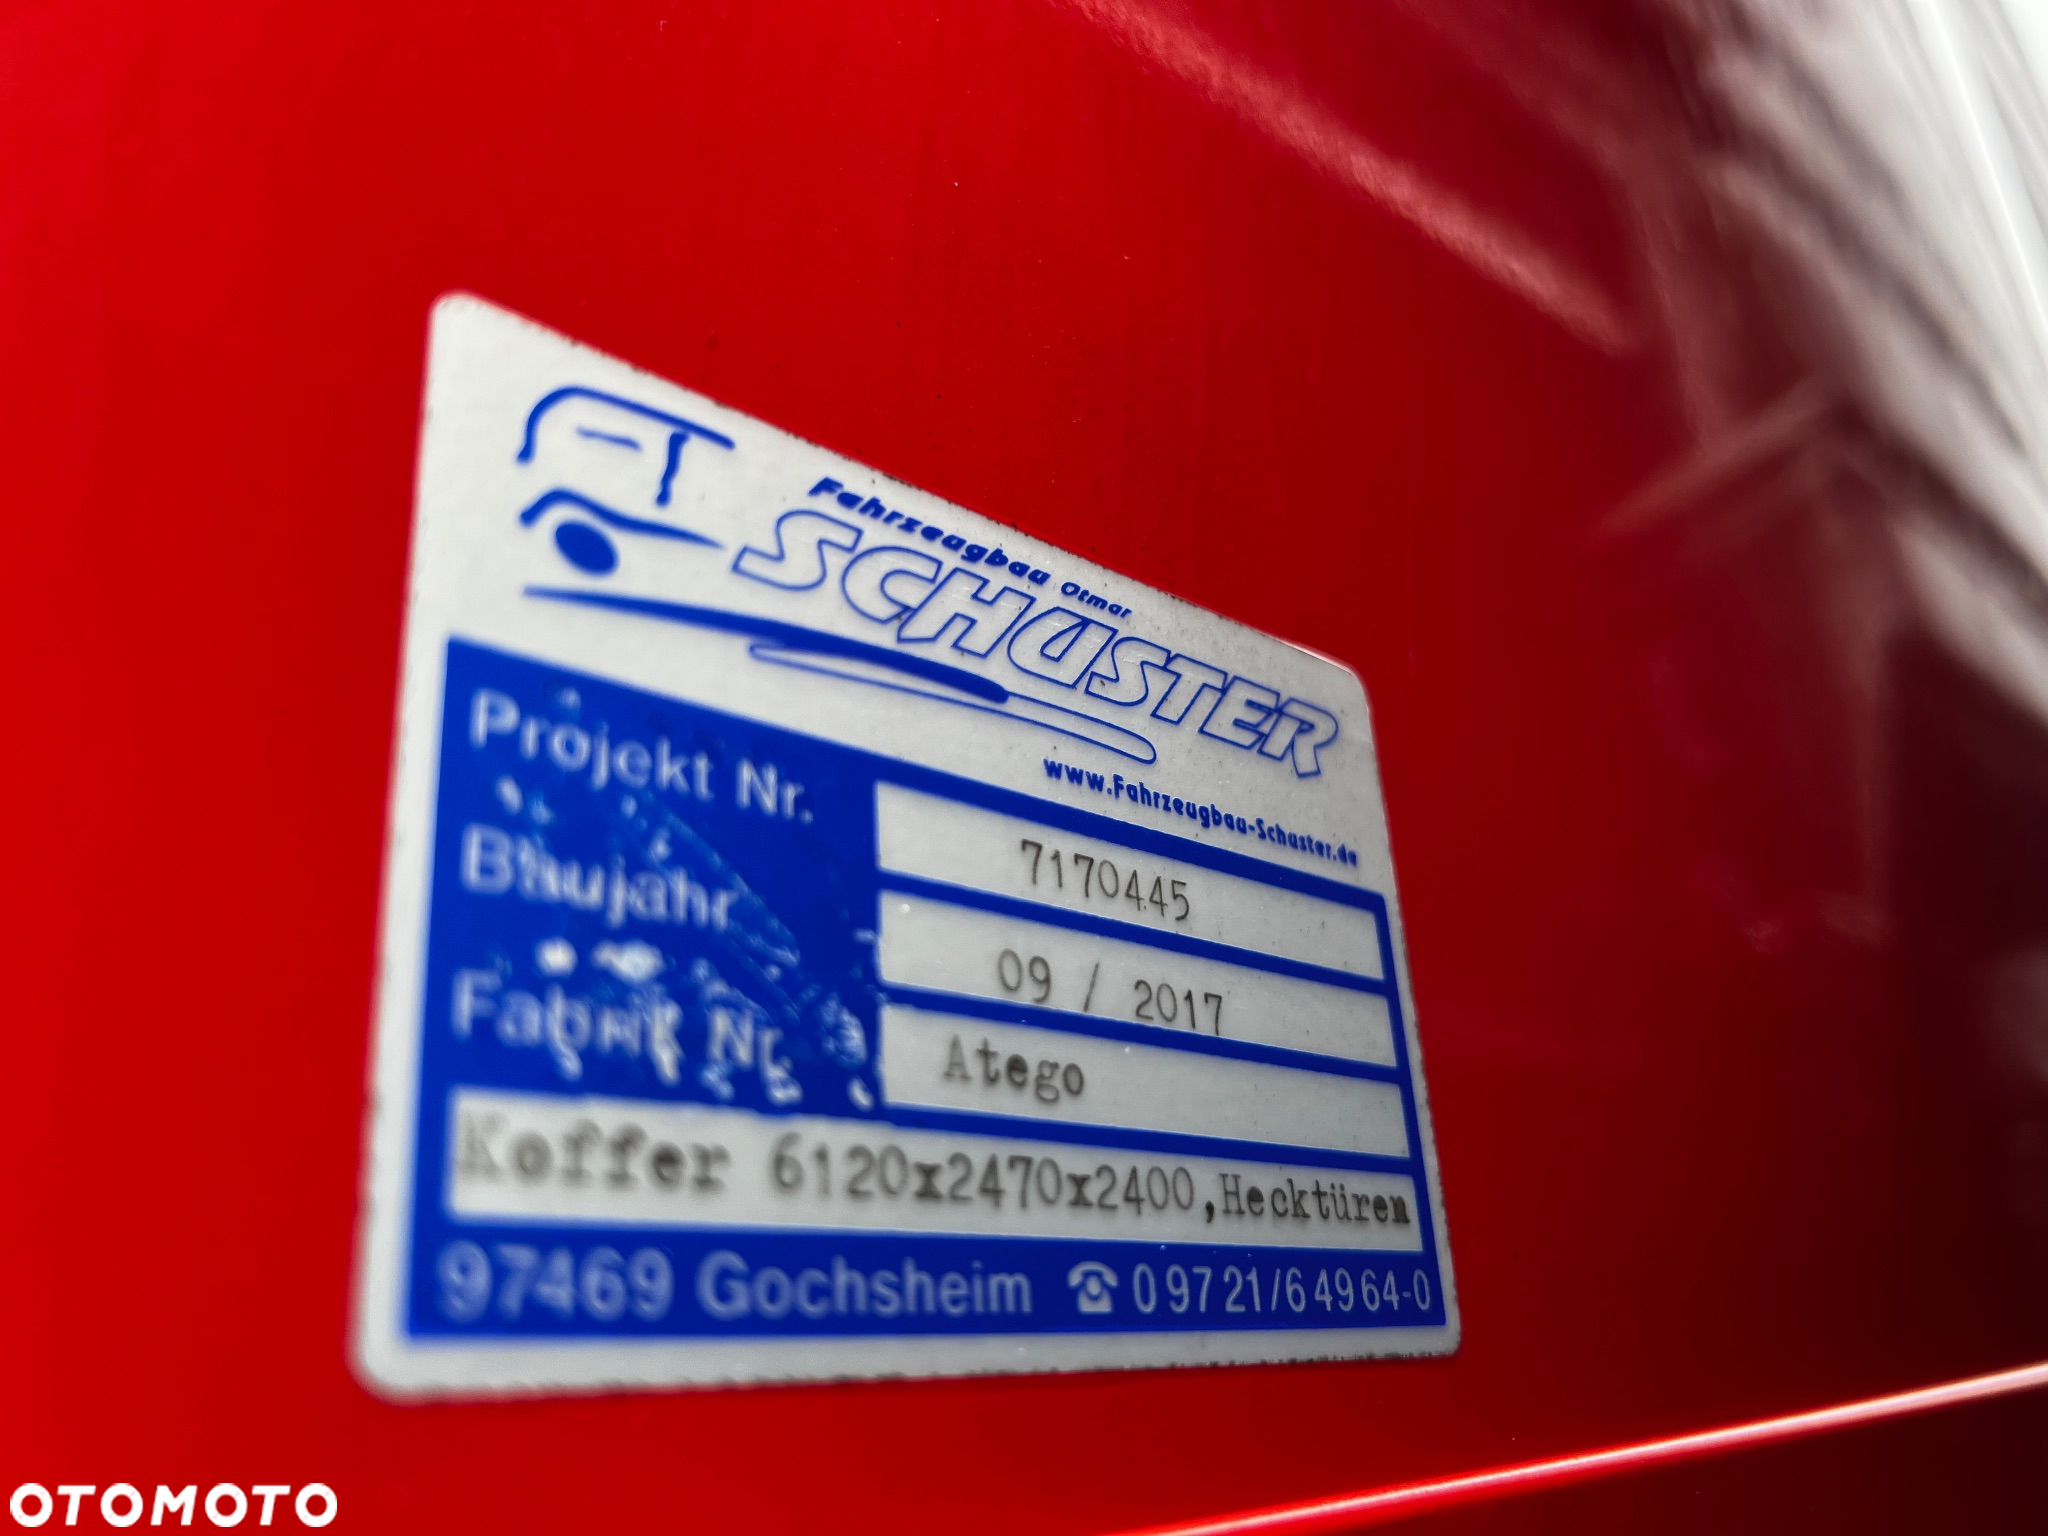 Fahrzeugbau Otmar
SCHUSTER
www.Fahrzeugbau-Schuster.de
Projekt Nr. 7170445
Baujahr 09 / 2017
Fabrik Nr. Atego
Koffer 6120x2470x2400,Hecktüren
97469 Gochsheim ☎ 09721/64964-0
OTOMOTO